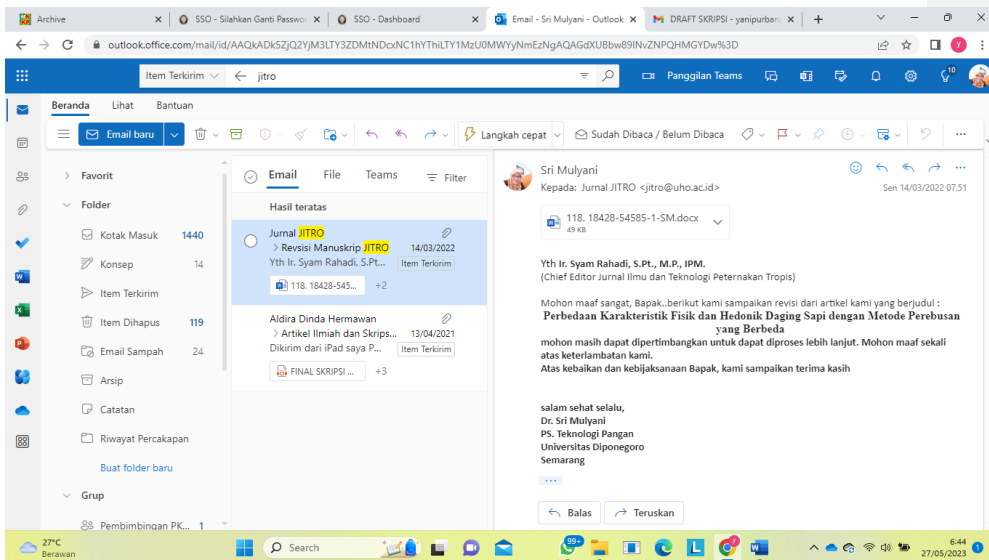 Archive
SSO - Silahkan Ganti Passwor
SSO - Dashboard
Email - Sri Mulyani - Outlook
DRAFT SKRIPSI - yanipurban
outlook.office.com/mail/id/AAQkADk5ZjQ2YjM3LTY3ZDMtNDcxNC1hYThiLTY1MzU0MWYyNmEzNgAQAGdXUBbw89INvZNPQHMGYDw%3D
Item Terkirim
jitro
Panggilan Teams
10
Beranda Lihat Bantuan
Email baru
Langkah cepat
Sudah Dibaca / Belum Dibaca
Favorit
Folder
Kotak Masuk 1440
Konsep 14
Item Terkirim
Item Dihapus 119
Email Sampah 24
Arsip
Catatan
Riwayat Percakapan
Buat folder baru
Grup
Pembimbingan PK... 1
Email File Teams Filter
Hasil teratas
Jurnal JITRO
> Revsisi Manuskrip JITRO 14/03/2022
Yth Ir. Syam Rahadi, S.Pt... Item Terkirim
118. 18428-545... +2
Aldira Dinda Hermawan
> Artikel Ilmiah dan Skrips... 13/04/2021
Dikirim dari iPad saya P... Item Terkirim
FINAL SKRIPSI ... +3
Sri Mulyani
Kepada: Jurnal JITRO <jitro@uho.ac.id>
Sen 14/03/2022 07.51
118. 18428-54585-1-SM.docx
49 KB
Yth Ir. Syam Rahadi, S.Pt., M.P., IPM.
(Chief Editor Jurnal Ilmu dan Teknologi Peternakan Tropis)
Mohon maaf sangat, Bapak..berikut kami sampaikan revisi dari artikel kami yang berjudul :
Perbedaan Karakteristik Fisik dan Hedonik Daging Sapi dengan Metode Perebusan
yang Berbeda
mohon masih dapat dipertimbangkan untuk dapat diproses lebih lanjut. Mohon maaf sekali
atas keterlambatan kami.
Atas kebaikan dan kebijaksanaan Bapak, kami sampaikan terima kasih
salam sehat selalu,
Dr. Sri Mulyani
PS. Teknologi Pangan
Universitas Diponegoro
Semarang
Balas
Teruskan
27°C
Berawan
Search
99+
6:44
27/05/2023
1